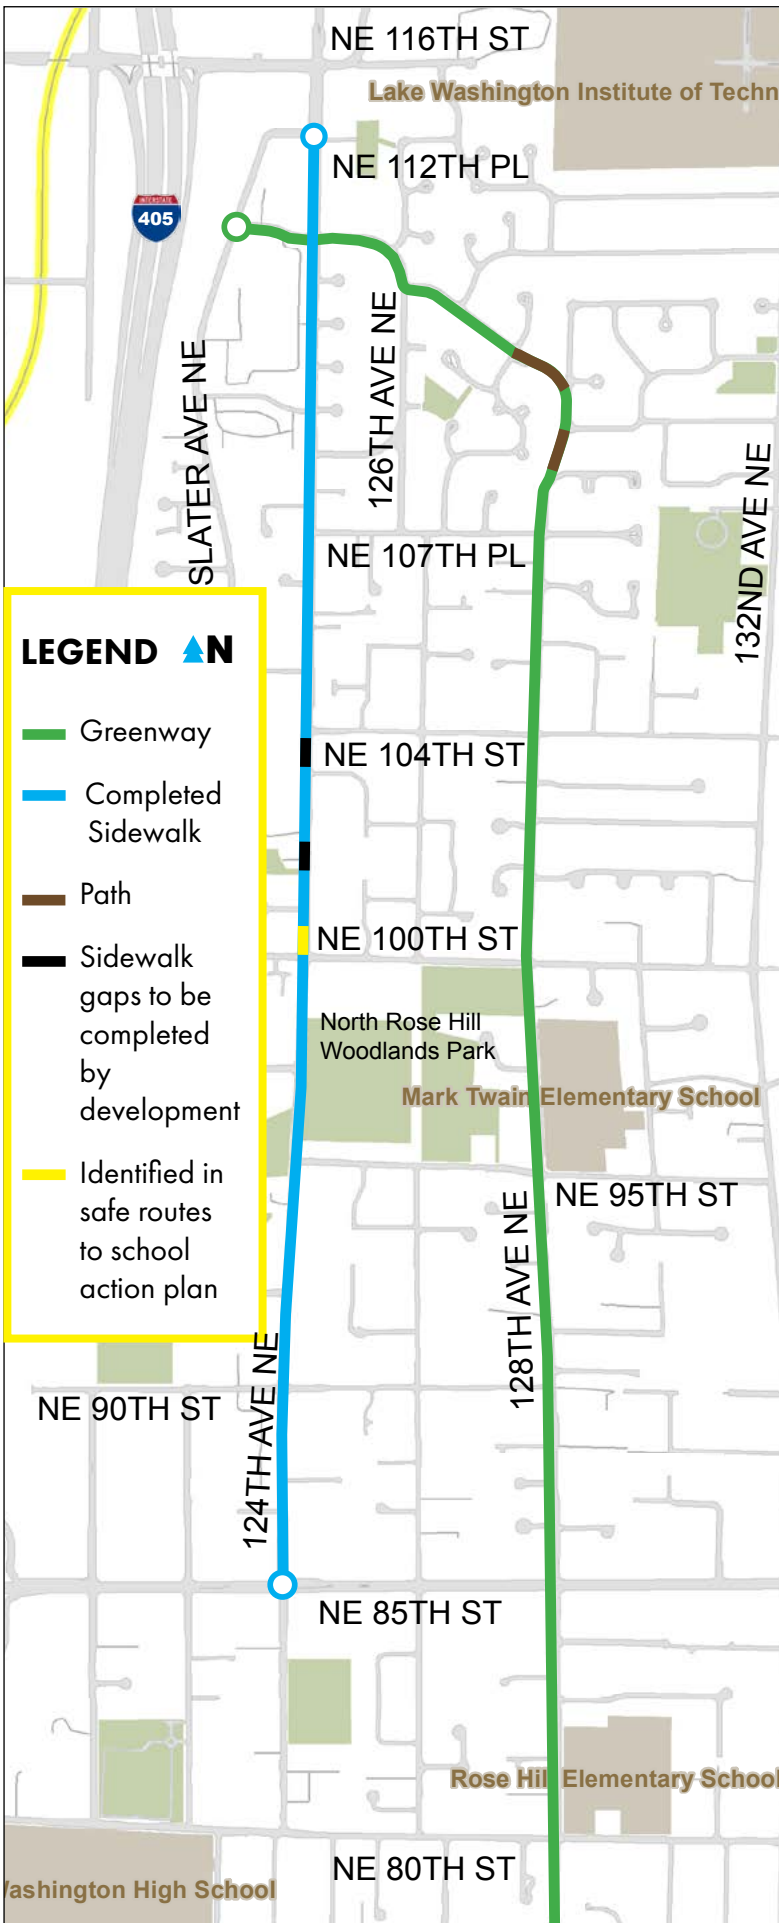 NE 116TH ST
Lake Washington Institute of Techn
NE 112TH PL
INTERSTATE
405
SLATER AVE NE
126TH AVE NE
132ND AVE NE
NE 107TH PL
LEGEND N
Greenway
Completed
Sidewalk
Path
Sidewalk
gaps to be
completed
by
development
Identified in
safe routes
to school
action plan
NE 104TH ST
NE 100TH ST
North Rose Hill
Woodlands Park
Mark Twain Elementary School
NE 95TH ST
128TH AVE NE
124TH AVE NE
NE 90TH ST
NE 85TH ST
Rose Hill Elementary School
NE 80TH ST
Washington High School